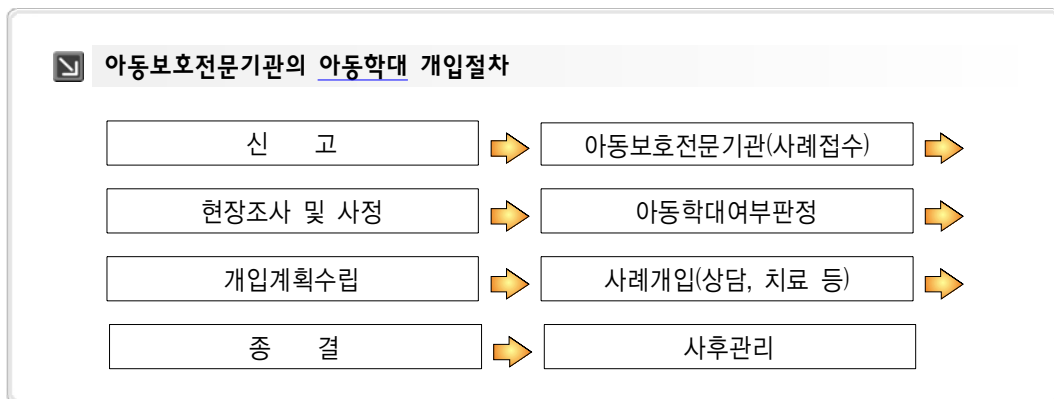 아동보호전문기관의 아동학대 개입절차
신 고
아동보호전문기관(사례접수)
현장조사 및 사정
아동학대여부판정
개입계획수립
사례개입(상담, 치료 등)
종 결
사후관리